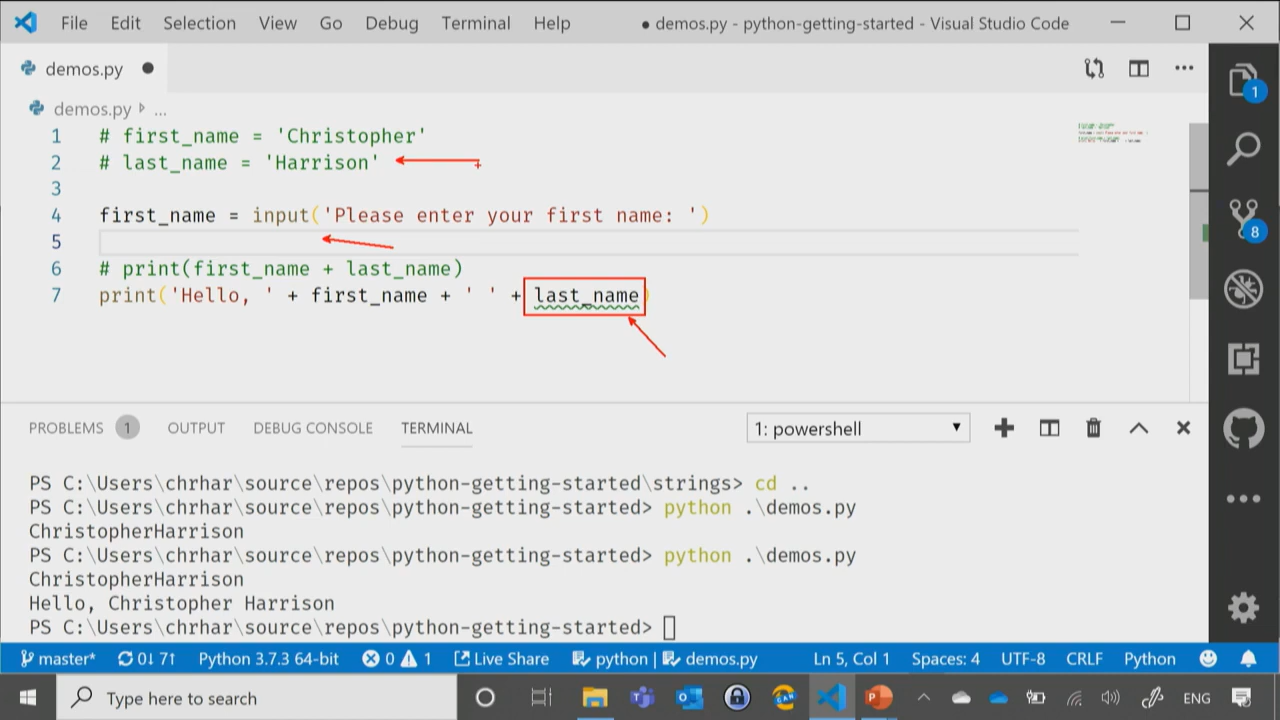 File Edit Selection View Go Debug Terminal Help ● demos.py - python-getting-started - Visual Studio Code
demos.py ●
demos.py ...
1 # first_name = 'Christopher'
2 # last_name = 'Harrison'
3
4 first_name = input('Please enter your first name: ')
5
6 # print(first_name + last_name)
7 print('Hello, ' + first_name + ' ' + last_name)
1
8
PROBLEMS 1 OUTPUT DEBUG CONSOLE TERMINAL 1: powershell
PS C:\Users\chrhar\source\repos\python-getting-started\strings> cd ..
PS C:\Users\chrhar\source\repos\python-getting-started> python .\demos.py
ChristopherHarrison
PS C:\Users\chrhar\source\repos\python-getting-started> python .\demos.py
ChristopherHarrison
Hello, Christopher Harrison
PS C:\Users\chrhar\source\repos\python-getting-started>
master* 0↓ 7↑ Python 3.7.3 64-bit 0 1 Live Share python | demos.py Ln 5, Col 1 Spaces: 4 UTF-8 CRLF Python
Type here to search ENG